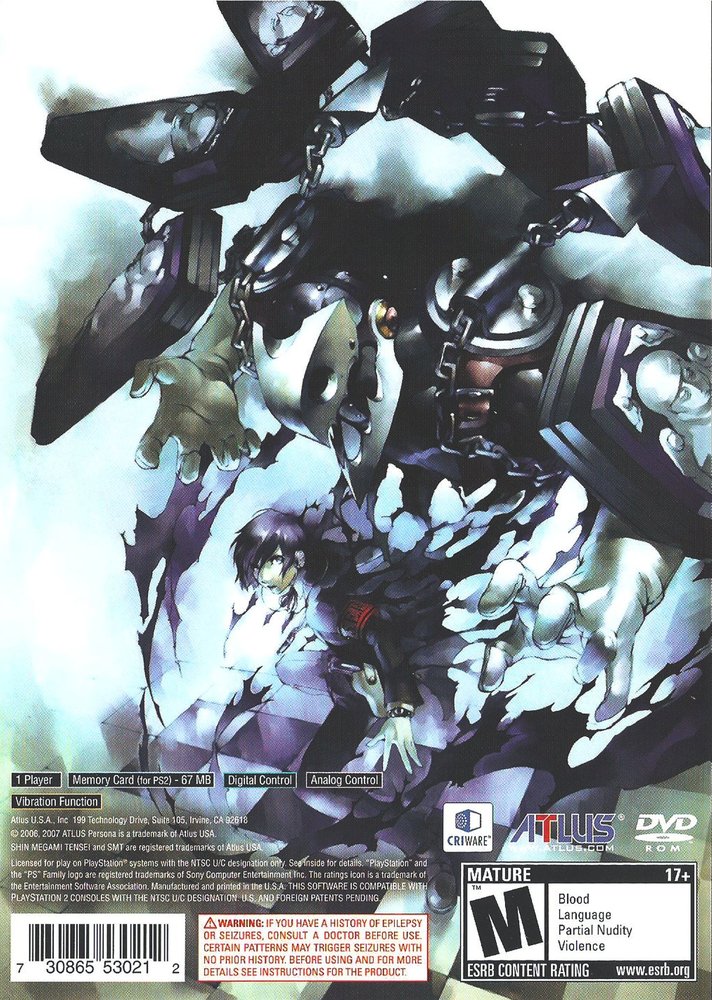 1 Player Memory Card (for PS2) - 67 MB Digital Control Analog Control
Vibration Function
Atlus U.S.A., Inc 199 Technology Drive, Suite 105, Irvine, CA 92618
© 2006, 2007 ATLUS Persona is a trademark of Atlus USA.
SHIN MEGAMI TENSEI and SMT are registered trademarks of Atlus USA.
Licensed for play on PlayStation® systems with the NTSC U/C designation only. See inside for details. "PlayStation" and
the "PS" Family logo are registered trademarks of Sony Computer Entertainment Inc. The ratings icon is a trademark of
the Entertainment Software Association. Manufactured and printed in the U.S.A. THIS SOFTWARE IS COMPATIBLE WITH
PLAYSTATION 2 CONSOLES WITH THE NTSC U/C DESIGNATION. U.S. AND FOREIGN PATENTS PENDING.
CRIWARE
ATLUS®
WWW.ATLUS.COM
DVD
ROM
7 30865 53021 2
WARNING: IF YOU HAVE A HISTORY OF EPILEPSY
OR SEIZURES, CONSULT A DOCTOR BEFORE USE.
CERTAIN PATTERNS MAY TRIGGER SEIZURES WITH
NO PRIOR HISTORY. BEFORE USING AND FOR MORE
DETAILS SEE INSTRUCTIONS FOR THE PRODUCT.
MATURE 17+
M
™
Blood
Language
Partial Nudity
Violence
ESRB CONTENT RATING www.esrb.org